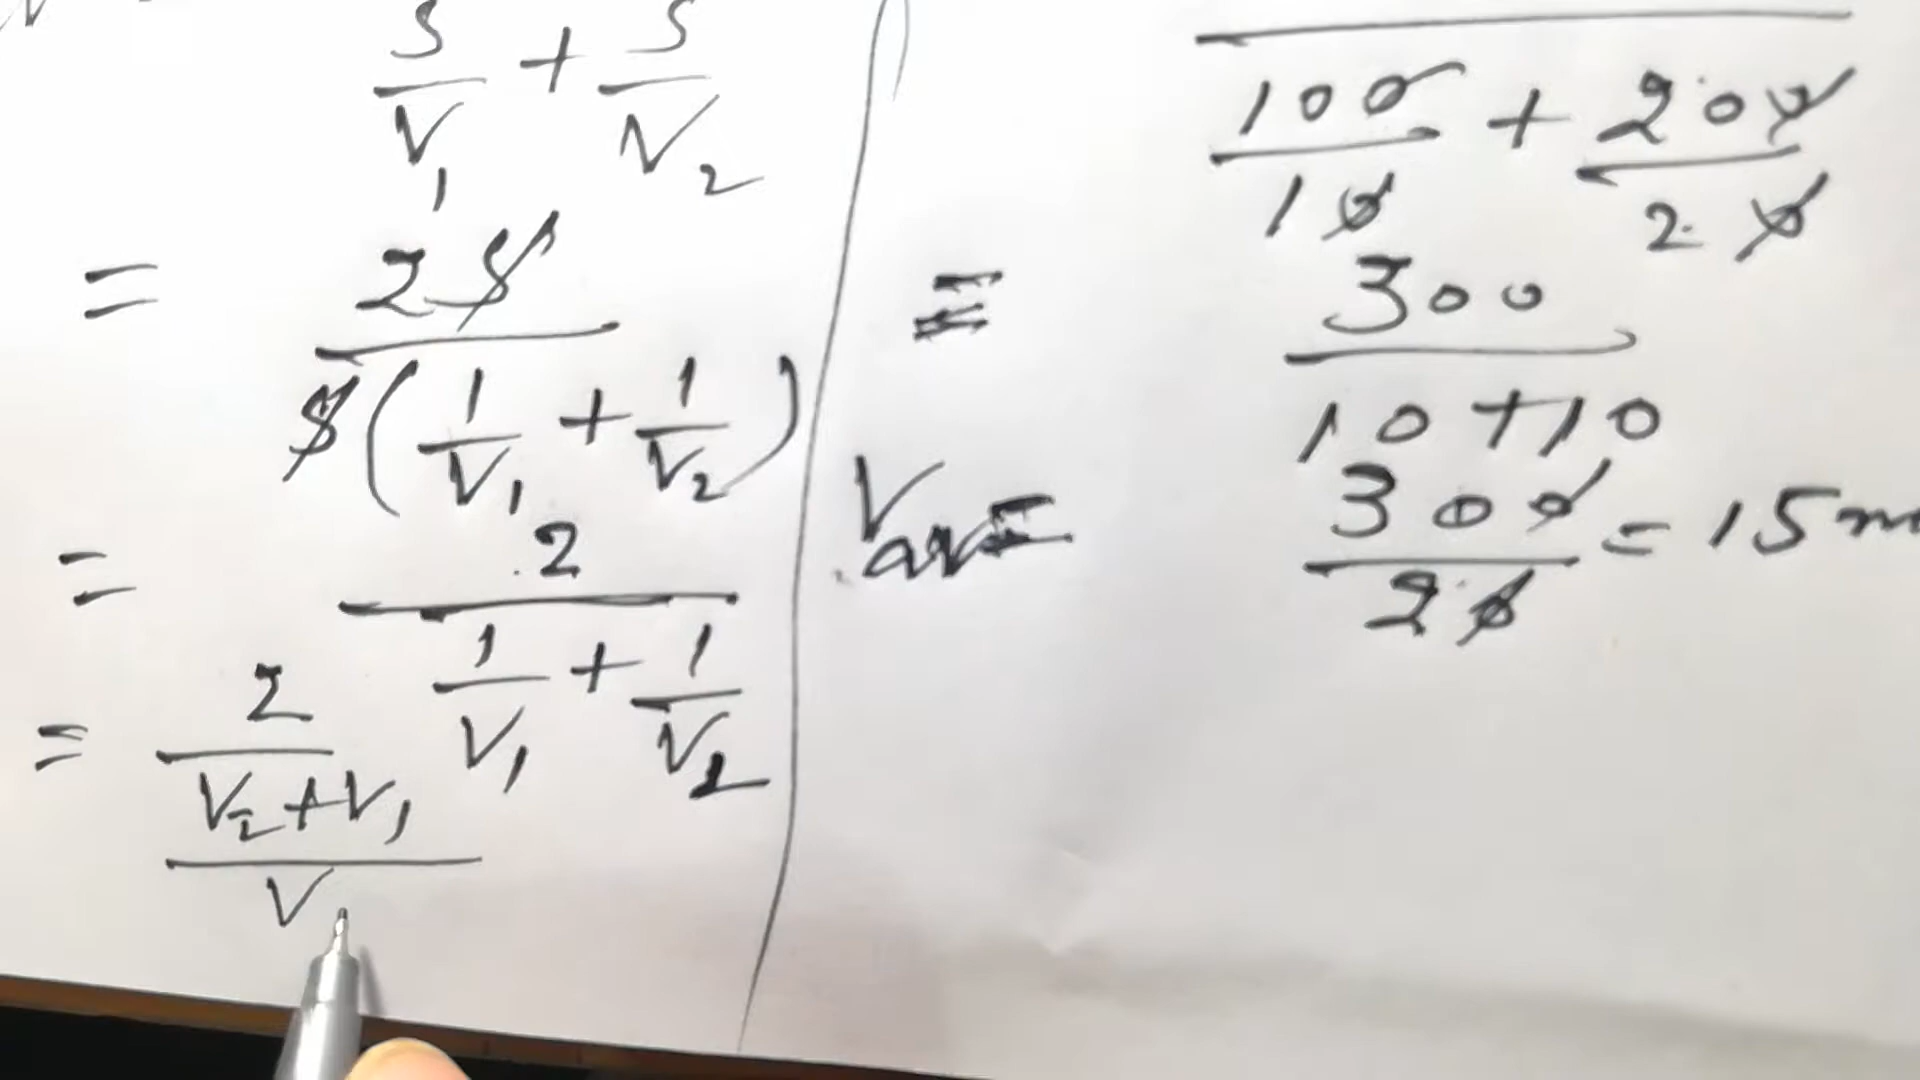 S/V₁ + S/V₂
= 2S / S(1/V₁ + 1/V₂)
= 2 / (1/V₁ + 1/V₂)
= 2 / ((V₂+V₁)/V
100/10 + 200/20
= 300 / 10+10
Vav = 300/20 = 15 m